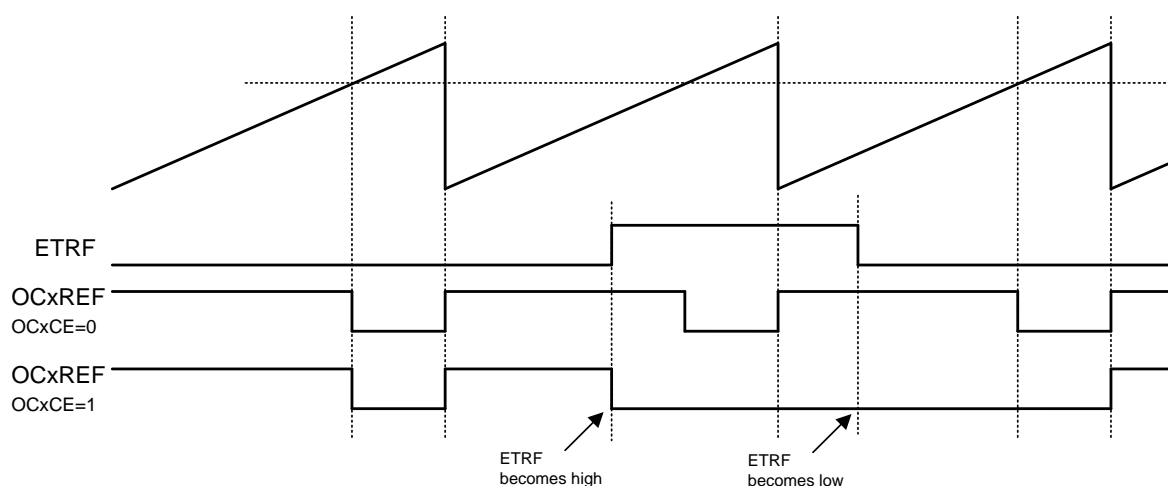 ETRF
OCxREF
OCxCE=0
OCxREF
OCxCE=1
ETRF
becomes high
ETRF
becomes low